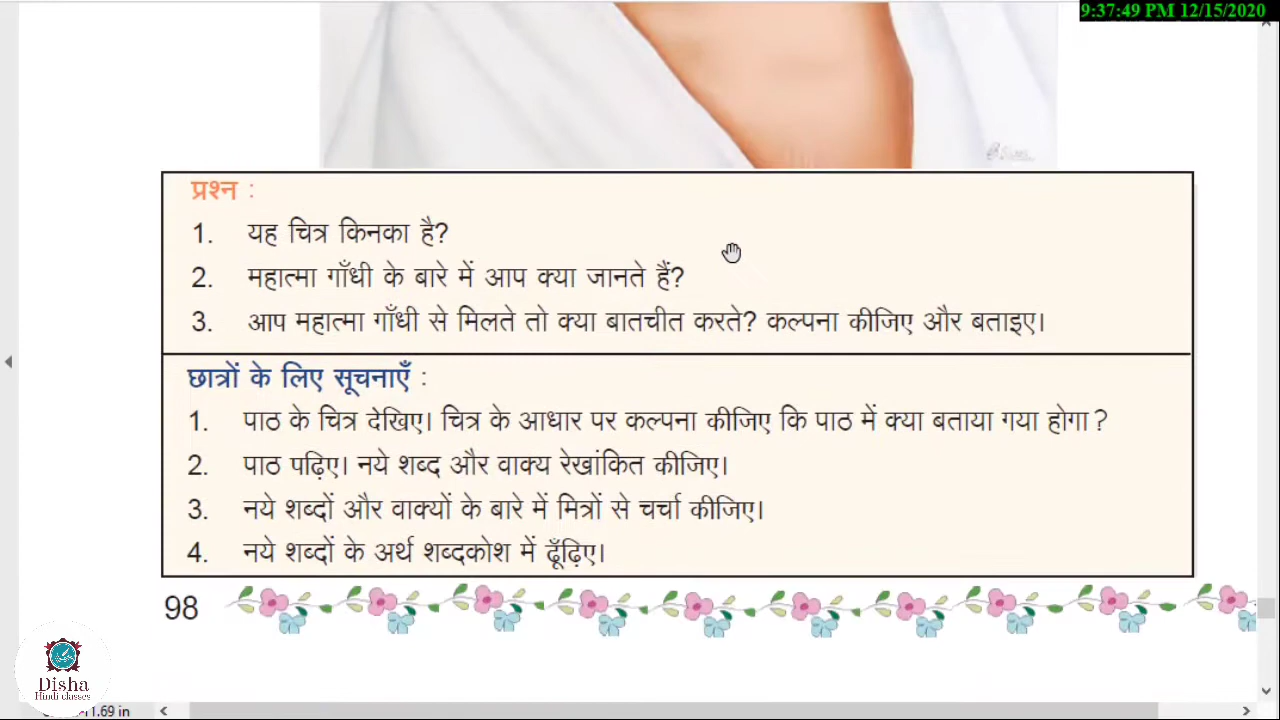 9:37:49 PM 12/15/2020
प्रश्न :
1. यह चित्र किनका है?
2. महात्मा गाँधी के बारे में आप क्या जानते हैं?
3. आप महात्मा गाँधी से मिलते तो क्या बातचीत करते? कल्पना कीजिए और बताइए।
छात्रों के लिए सूचनाएँ :
1. पाठ के चित्र देखिए। चित्र के आधार पर कल्पना कीजिए कि पाठ में क्या बताया गया होगा?
2. पाठ पढ़िए। नये शब्द और वाक्य रेखांकित कीजिए।
3. नये शब्दों और वाक्यों के बारे में मित्रों से चर्चा कीजिए।
4. नये शब्दों के अर्थ शब्दकोश में ढूँढ़िए।
98
Disha
Hindi classes
1.69 in